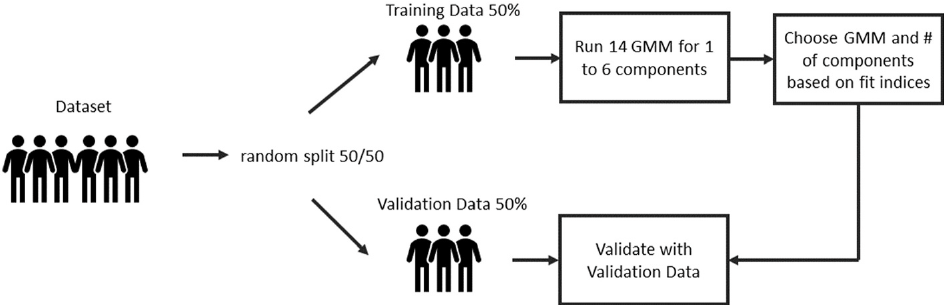 Dataset
random split 50/50
Training Data 50%
Run 14 GMM for 1
to 6 components
Choose GMM and #
of components
based on fit indices
Validation Data 50%
Validate with
Validation Data